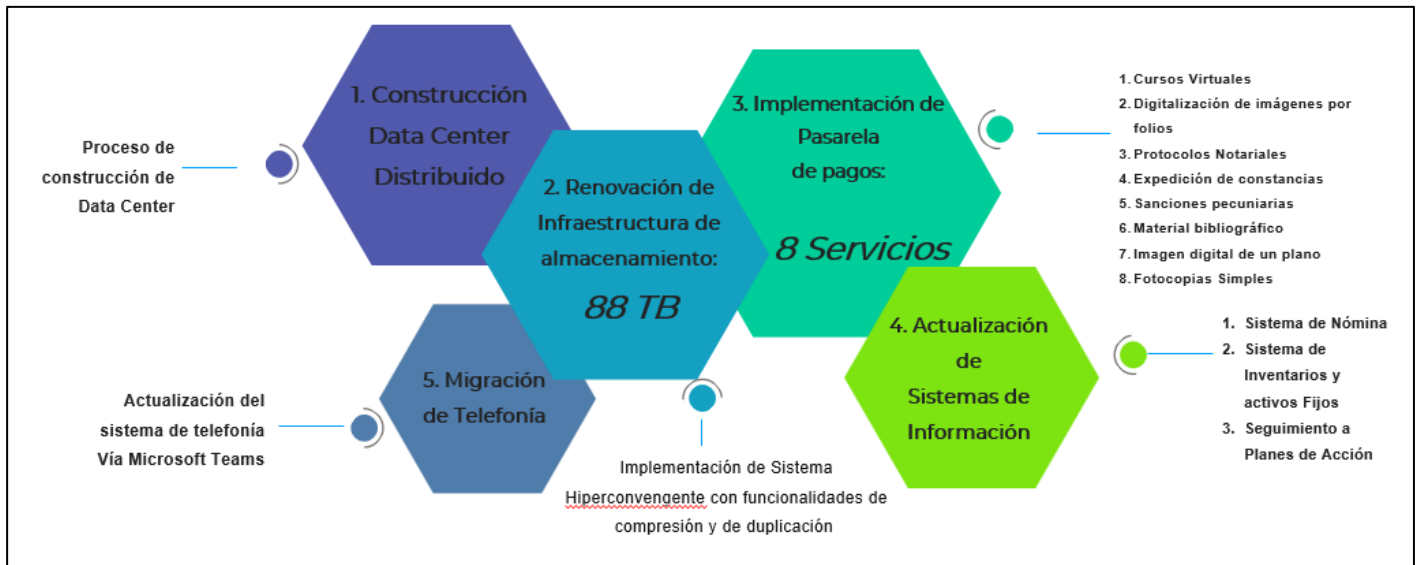 1. Construcción
Data Center
Distribuido
Proceso de
construcción de
Data Center
2. Renovación de
Infraestructura de
almacenamiento:
88 TB
Implementación de Sistema
Hiperconvengente con funcionalidades de
compresión y de duplicación
3. Implementación de
Pasarela
de pagos:
8 Servicios
1. Cursos Virtuales
2. Digitalización de imágenes por
folios
3. Protocolos Notariales
4. Expedición de constancias
5. Sanciones pecuniarias
6. Material bibliográfico
7. Imagen digital de un plano
8. Fotocopias Simples
4. Actualización
de
Sistemas de
Información
1. Sistema de Nómina
2. Sistema de
Inventarios y
activos Fijos
3. Seguimiento a
Planes de Acción
5. Migración
de Telefonía
Actualización del
sistema de telefonía
Vía Microsoft Teams